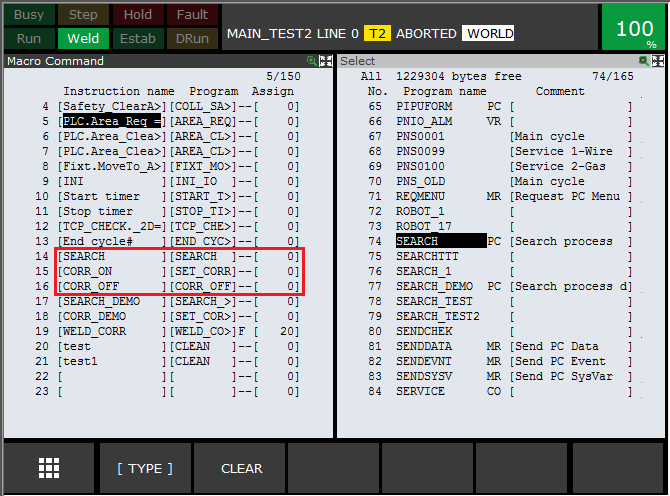 Busy Step Hold Fault
Run Weld Estab DRun
MAIN_TEST2 LINE 0 T2 ABORTED WORLD
100
%
Macro Command
5/150
Instruction name Program Assign
4 [Safety_ClearA>][COLL_SA>]--[ 0]
5 [PLC.Area_Req =][AREA_REQ]--[ 0]
6 [PLC.Area_Clea>][AREA_CL>]--[ 0]
7 [PLC.Area_Clea>][AREA_CL>]--[ 0]
8 [Fixt.MoveTo_A>][FIXT_MO>]--[ 0]
9 [INI ][INI_IO ]--[ 0]
10 [Start timer ][START_T>]--[ 0]
11 [Stop timer ][STOP_TI>]--[ 0]
12 [TCP_CHECK._2D=][TCP_CHE>]--[ 0]
13 [End cycle# ][END CYC>]--[ 0]
14 [SEARCH ][SEARCH ]--[ 0]
15 [CORR_ON ][SET_CORR]--[ 0]
16 [CORR_OFF ][CORR_OFF]--[ 0]
17 [SEARCH_DEMO ][SEARCH_>]--[ 0]
18 [CORR_DEMO ][SET_COR>]--[ 0]
19 [WELD_CORR ][WELD_CO>]F [ 20]
20 [test ][CLEAN ]--[ 0]
21 [test1 ][CLEAN ]--[ 0]
22 [ ][ ]--[ 0]
23 [ ][ ]--[ 0]
Select
All 1229304 bytes free 74/165
No. Program name Comment
65 PIPUFORM PC [ ]
66 PNIO_ALM VR [ ]
67 PNS0001 [Main cycle ]
68 PNS0099 [Service 1-Wire ]
69 PNS0100 [Service 2-Gas ]
70 PNS_OLD [Main cycle ]
71 REQMENU MR [Request PC Menu ]
72 ROBOT_1 [ ]
73 ROBOT_17 [ ]
74 SEARCH PC [Search process ]
75 SEARCHTTT [ ]
76 SEARCH_1 [ ]
77 SEARCH_DEMO PC [Search process d]
78 SEARCH_TEST [ ]
79 SEARCH_TEST2 [ ]
80 SENDCHEK [ ]
81 SENDDATA MR [Send PC Data ]
82 SENDEVNT MR [Send PC Event ]
83 SENDSYSV MR [Send PC SysVar ]
84 SERVICE CO [ ]
[ TYPE ] CLEAR